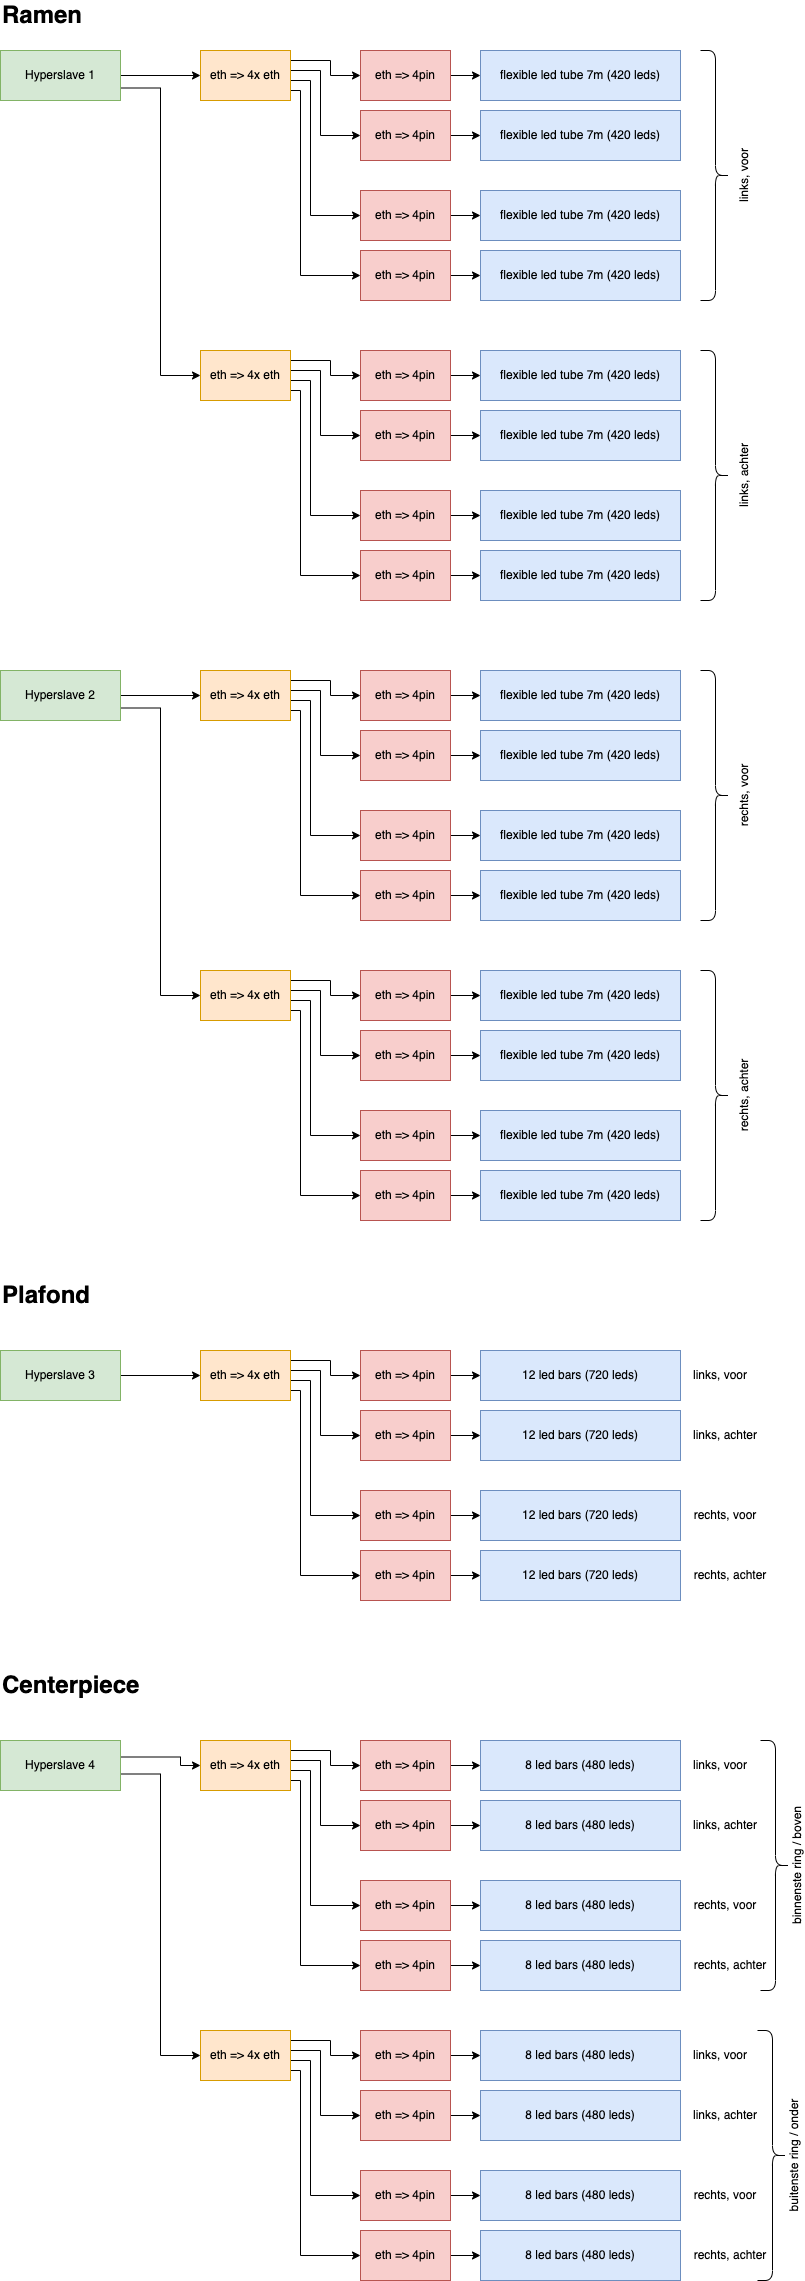 Ramen
Hyperslave 1
eth => 4x eth
eth => 4pin
flexible led tube 7m (420 leds)
eth => 4pin
flexible led tube 7m (420 leds)
links, voor
eth => 4pin
flexible led tube 7m (420 leds)
eth => 4pin
flexible led tube 7m (420 leds)
eth => 4x eth
eth => 4pin
flexible led tube 7m (420 leds)
eth => 4pin
flexible led tube 7m (420 leds)
links, achter
eth => 4pin
flexible led tube 7m (420 leds)
eth => 4pin
flexible led tube 7m (420 leds)
Hyperslave 2
eth => 4x eth
eth => 4pin
flexible led tube 7m (420 leds)
eth => 4pin
flexible led tube 7m (420 leds)
rechts, voor
eth => 4pin
flexible led tube 7m (420 leds)
eth => 4pin
flexible led tube 7m (420 leds)
eth => 4x eth
eth => 4pin
flexible led tube 7m (420 leds)
eth => 4pin
flexible led tube 7m (420 leds)
rechts, achter
eth => 4pin
flexible led tube 7m (420 leds)
eth => 4pin
flexible led tube 7m (420 leds)
Plafond
Hyperslave 3
eth => 4x eth
eth => 4pin
12 led bars (720 leds)
links, voor
eth => 4pin
12 led bars (720 leds)
links, achter
eth => 4pin
12 led bars (720 leds)
rechts, voor
eth => 4pin
12 led bars (720 leds)
rechts, achter
Centerpiece
Hyperslave 4
eth => 4x eth
eth => 4pin
8 led bars (480 leds)
links, voor
eth => 4pin
8 led bars (480 leds)
links, achter
binnenste ring / boven
eth => 4pin
8 led bars (480 leds)
rechts, voor
eth => 4pin
8 led bars (480 leds)
rechts, achter
eth => 4x eth
eth => 4pin
8 led bars (480 leds)
links, voor
eth => 4pin
8 led bars (480 leds)
links, achter
buitenste ring / onder
eth => 4pin
8 led bars (480 leds)
rechts, voor
eth => 4pin
8 led bars (480 leds)
rechts, achter